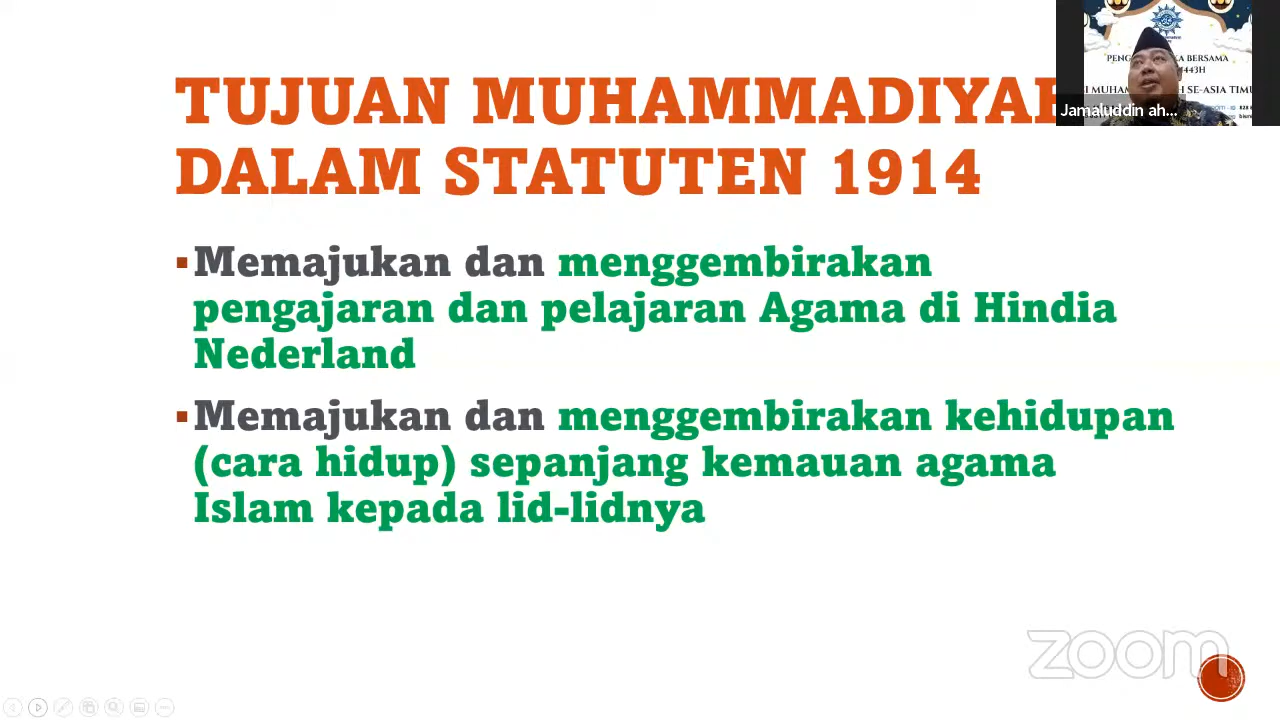 TUJUAN MUHAMMADIYAH
DALAM STATUTEN 1914
▪Memajukan dan menggembirakan
pengajaran dan pelajaran Agama di Hindia
Nederland
▪Memajukan dan menggembirakan kehidupan
(cara hidup) sepanjang kemauan agama
Islam kepada lid-lidnya
BERSAMA
Jamaluddin ah...
zoom